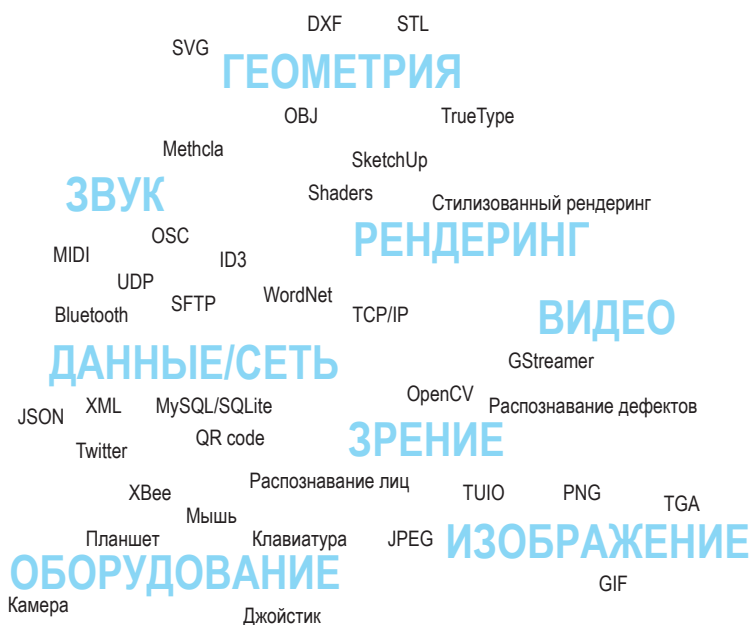 DXF STL
SVG
ГЕОМЕТРИЯ
OBJ TrueType
Methcla
SketchUp
ЗВУК
Shaders
Стилизованный рендеринг
OSC
РЕНДЕРИНГ
MIDI
ID3
UDP
SFTP
WordNet
Bluetooth
TCP/IP
ВИДЕО
ДАННЫЕ/СЕТЬ
GStreamer
OpenCV
JSON
XML
MySQL/SQLite
Распознавание дефектов
QR code
ЗРЕНИЕ
Twitter
Распознавание лиц
XBee
TUIO
PNG
TGA
Мышь
Планшет
Клавиатура
JPEG
ИЗОБРАЖЕНИЕ
ОБОРУДОВАНИЕ
GIF
Камера
Джойстик